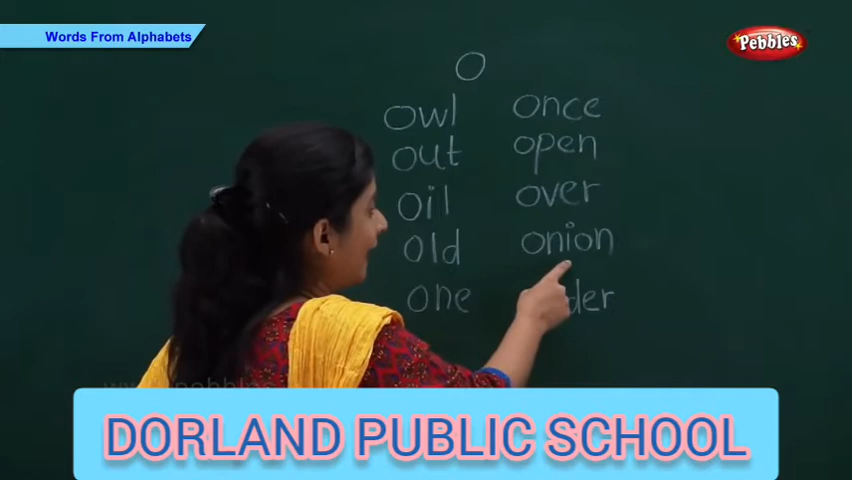 Words From Alphabets
Pebbles
O
owl once
out open
oil over
old onion
one
DORLAND PUBLIC SCHOOL